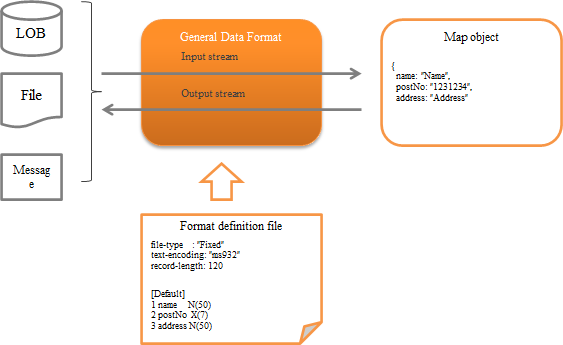 LOB
File
Messag
e
General Data Format
Input stream
Output stream
Map object
{
name: "Name",
postNo: "1231234",
address: "Address"
Format definition file
file-type : "Fixed"
text-encoding: "ms932"
record-length: 120
[Default]
1 name N(50)
2 postNo X(7)
3 address N(50)